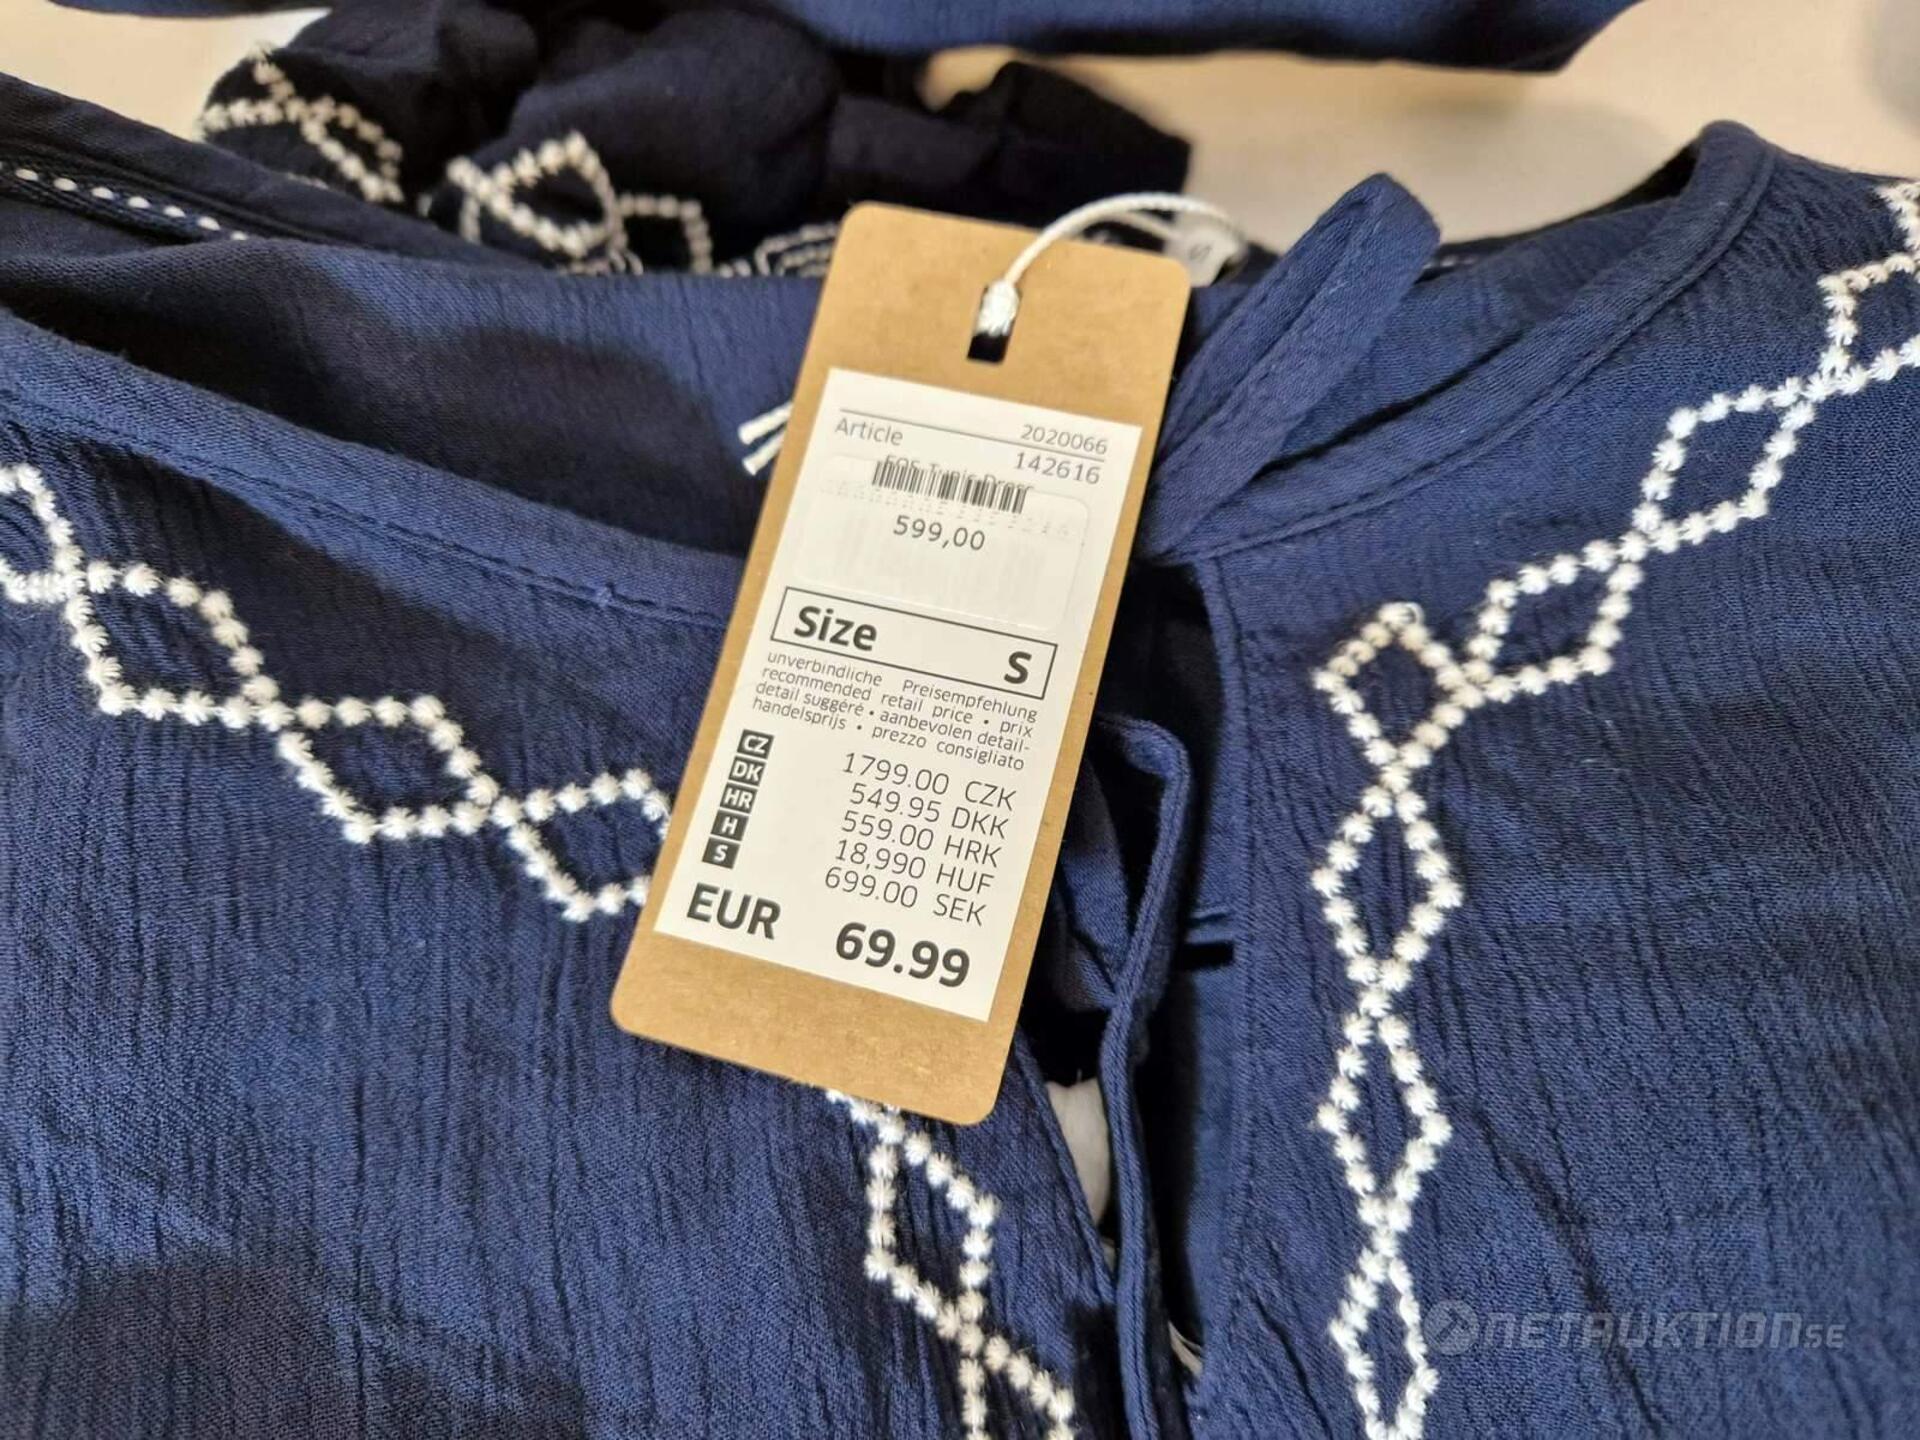 2020066
Article 142616
Tunic Dress
599,00
Size S
unverbindliche Preisempfehlung
recommended retail price • prix
detail suggéré • aanbevolen detail-
handelsprijs • prezzo consigliato
CZ 1799.00 CZK
DK 549.95 DKK
HR 559.00 HRK
H 18,990 HUF
S 699.00 SEK
EUR 69.99
S
NETAUKTION.SE